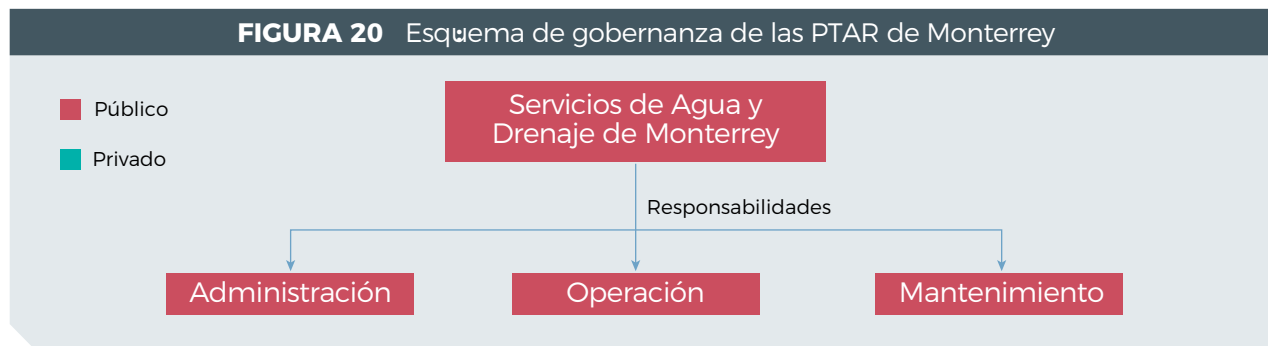 FIGURA 20 Esquema de gobernanza de las PTAR de Monterrey
Público
Privado
Servicios de Agua y
Drenaje de Monterrey
Responsabilidades
Administración
Operación
Mantenimiento